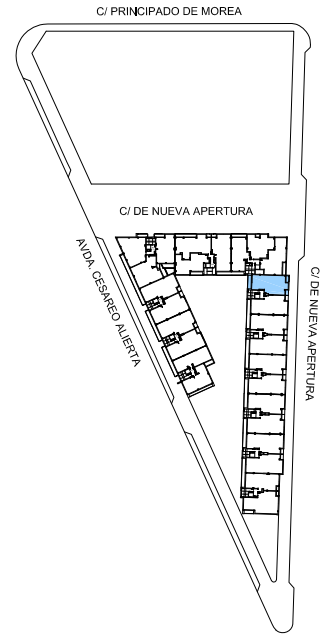 C/ PRINCIPADO DE MOREA
C/ DE NUEVA APERTURA
AVDA. CESAREO ALIERTA
C/ DE NUEVA APERTURA